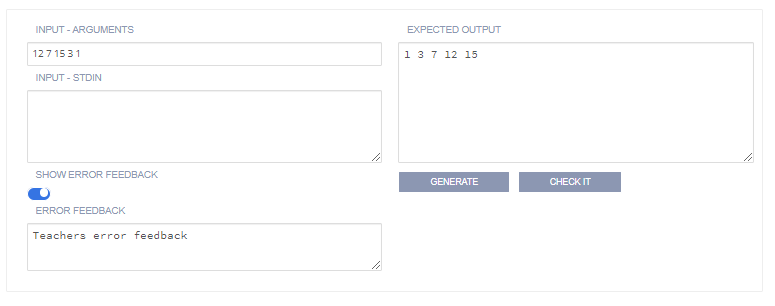 INPUT - ARGUMENTS
12 7 15 3 1
INPUT - STDIN
SHOW ERROR FEEDBACK
ERROR FEEDBACK
Teachers error feedback
EXPECTED OUTPUT
1 3 7 12 15
GENERATE
CHECK IT